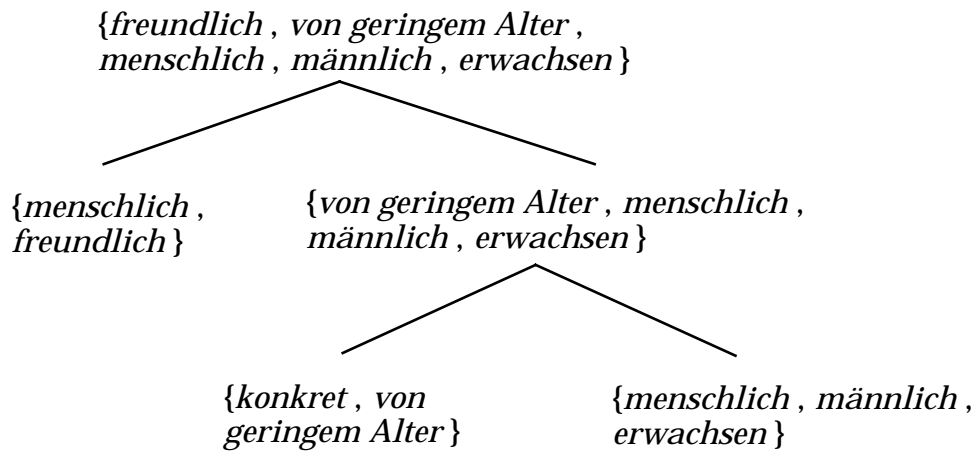 {freundlich , von geringem Alter ,
menschlich , männlich , erwachsen }
{menschlich ,
freundlich }
{von geringem Alter , menschlich ,
männlich , erwachsen }
{konkret , von
geringem Alter }
{menschlich , männlich ,
erwachsen }